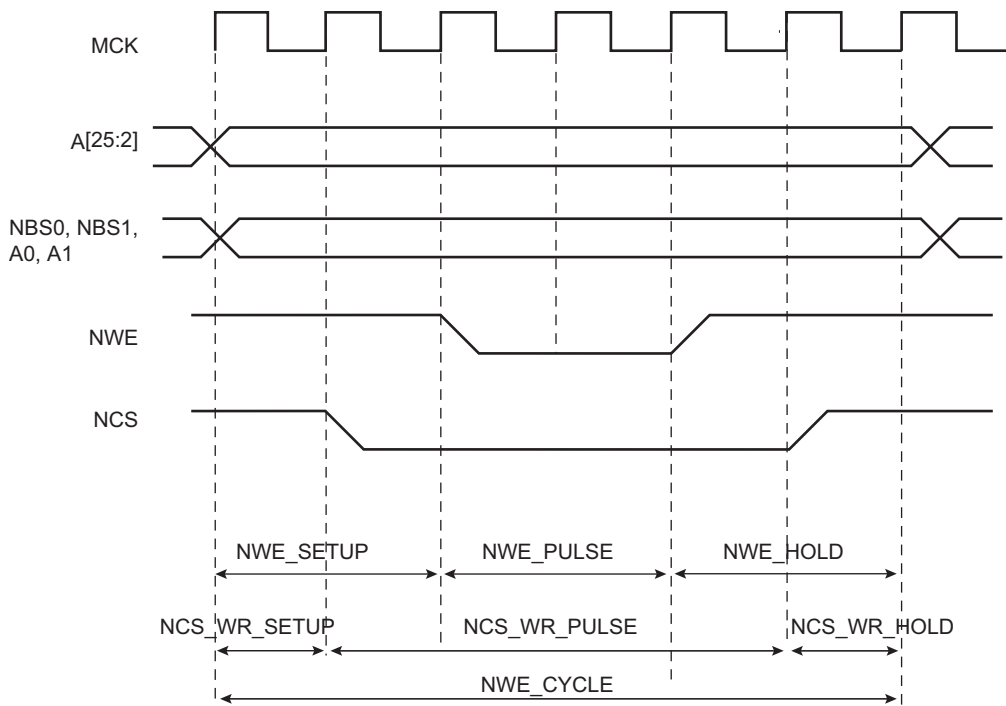 MCK
A[25:2]
NBS0, NBS1,
A0, A1
NWE
NCS
NWE_SETUP NWE_PULSE NWE_HOLD
NCS_WR_SETUP NCS_WR_PULSE NCS_WR_HOLD
NWE_CYCLE